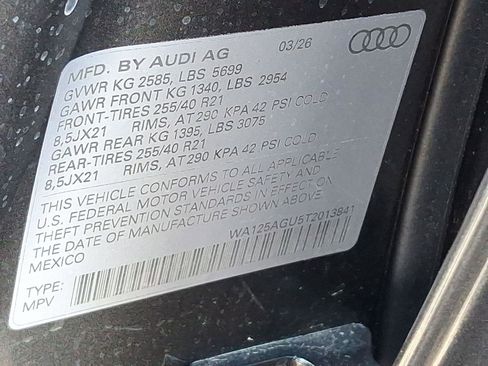 MFD. BY AUDI AG 03/26
GVWR KG 2585, LBS 5699
GAWR FRONT KG 1340, LBS 2954
FRONT-TIRES 255/40 R21
8,5JX21 RIMS, AT 290 KPA 42 PSI COLD
GAWR REAR KG 1395, LBS 3075
REAR-TIRES 255/40 R21
8,5JX21 RIMS, AT 290 KPA 42 PSI COLD
THIS VEHICLE CONFORMS TO ALL APPLICABLE
U.S. FEDERAL MOTOR VEHICLE SAFETY AND
THEFT PREVENTION STANDARDS IN EFFECT ON
THE DATE OF MANUFACTURE SHOWN ABOVE.
MEXICO WA125AGU5T2013841
TYPE:
MPV